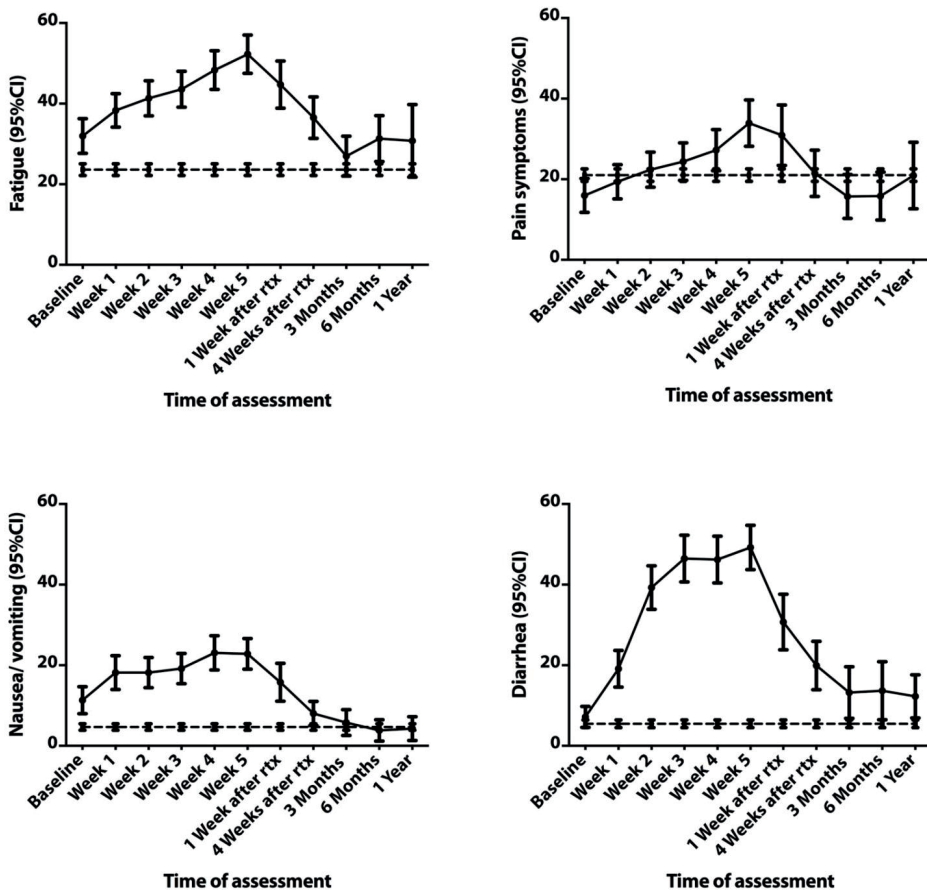 Fatigue (95%CI)
60
40
20
0
Baseline
Week 1
Week 2
Week 3
Week 4
Week 5
1 Week after rtx
4 Weeks after rtx
3 Months
6 Months
1 Year
Time of assessment
Pain symptoms (95%CI)
60
40
20
0
Baseline
Week 1
Week 2
Week 3
Week 4
Week 5
1 Week after rtx
4 Weeks after rtx
3 Months
6 Months
1 Year
Time of assessment
Nausea/ vomiting (95%CI)
60
40
20
0
Baseline
Week 1
Week 2
Week 3
Week 4
Week 5
1 Week after rtx
4 Weeks after rtx
3 Months
6 Months
1 Year
Time of assessment
Diarrhea (95%CI)
60
40
20
0
Baseline
Week 1
Week 2
Week 3
Week 4
Week 5
1 Week after rtx
4 Weeks after rtx
3 Months
6 Months
1 Year
Time of assessment